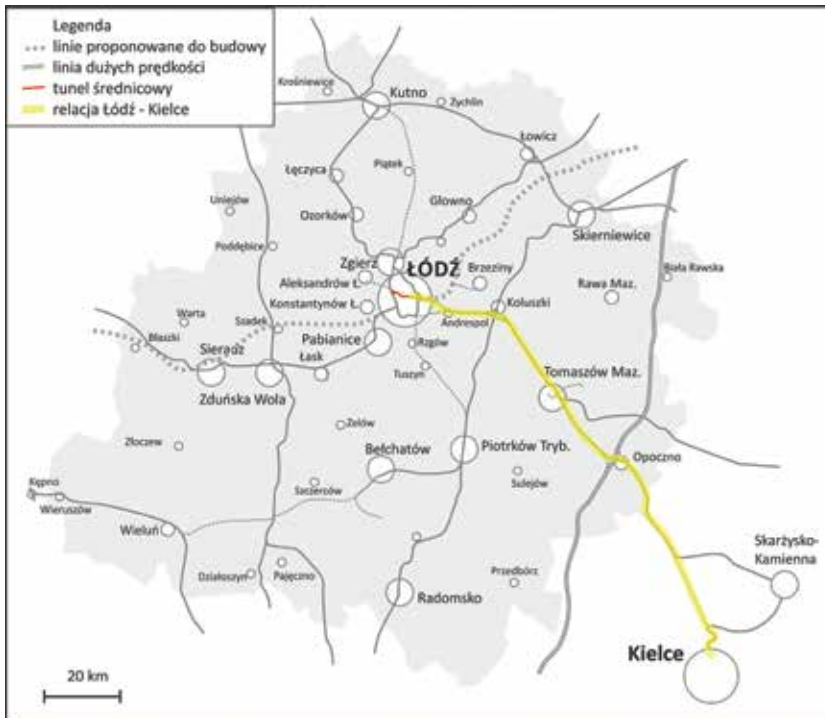 Legenda
linie proponowane do budowy
linia dużych prędkości
tunel średnicowy
relacja Łódź - Kielce
Krośniewice
Kutno
Żychlin
Łowicz
Łęczyca
Piątek
Uniejów
Ozorków
Głowno
Skierniewice
Poddębice
Zgierz
ŁÓDŹ
Brzeziny
Biała Rawska
Aleksandrów Ł.
Rawa Maz.
Konstantynów Ł.
Koluszki
Warta
Szadek
Andrespol
Błaszki
Pabianice
Rzgów
Sieradz
Łask
Tuszyn
Tomaszów Maz.
Zduńska Wola
Zelów
Złoczew
Bełchatów
Piotrków Tryb.
Opoczno
Kępno
Szczerców
Sulejów
Wieruszów
Wieluń
Skarżysko-
Kamienna
Działoszyn
Pajęczno
Przedbórz
Radomsko
Kielce
20 km